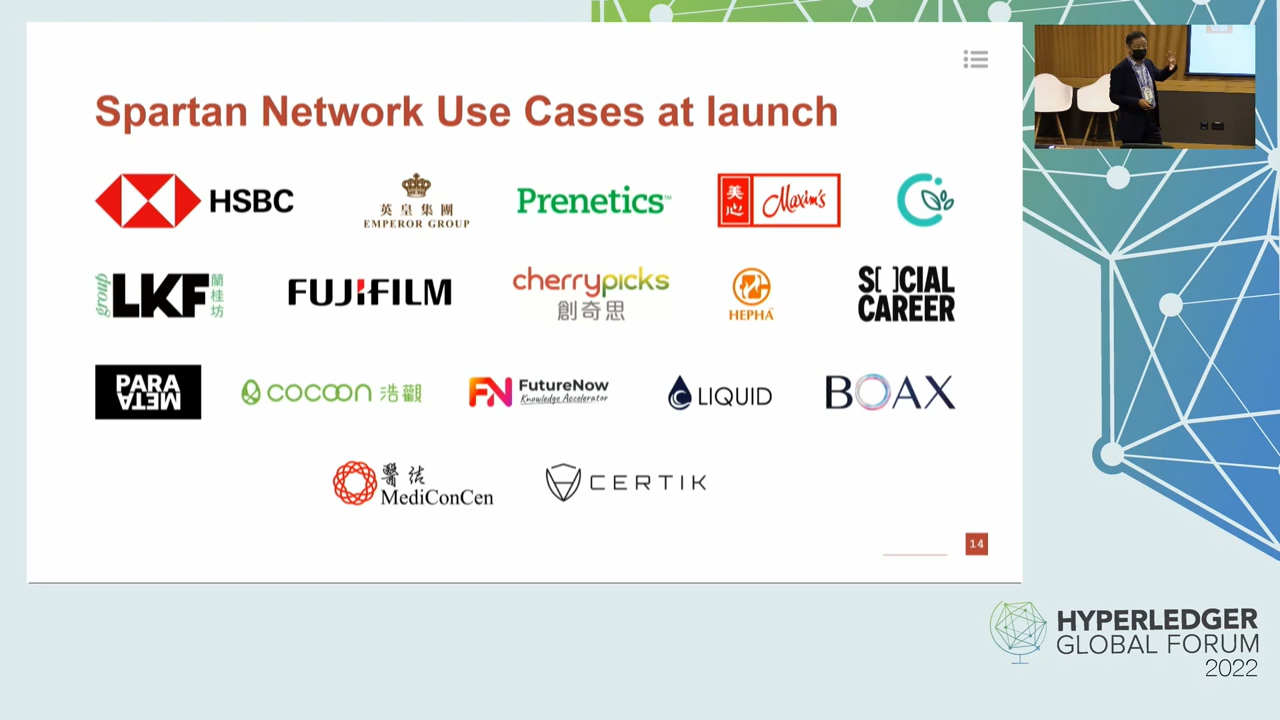 Spartan Network Use Cases at launch
HSBC
英皇集團
EMPEROR GROUP
Prenetics™
美心
Maxim's
group
LKF
蘭桂坊
FUJIFILM
cherrypicks
創奇思
HEPHA
S[ ]CIAL
CAREER
PARA
META
cocoon 浩觀
FN FutureNow
Knowledge Accelerator
LIQUID
BOAX
醫結
MediConCen
CERTIK
14
HYPERLEDGER
GLOBAL FORUM
2022